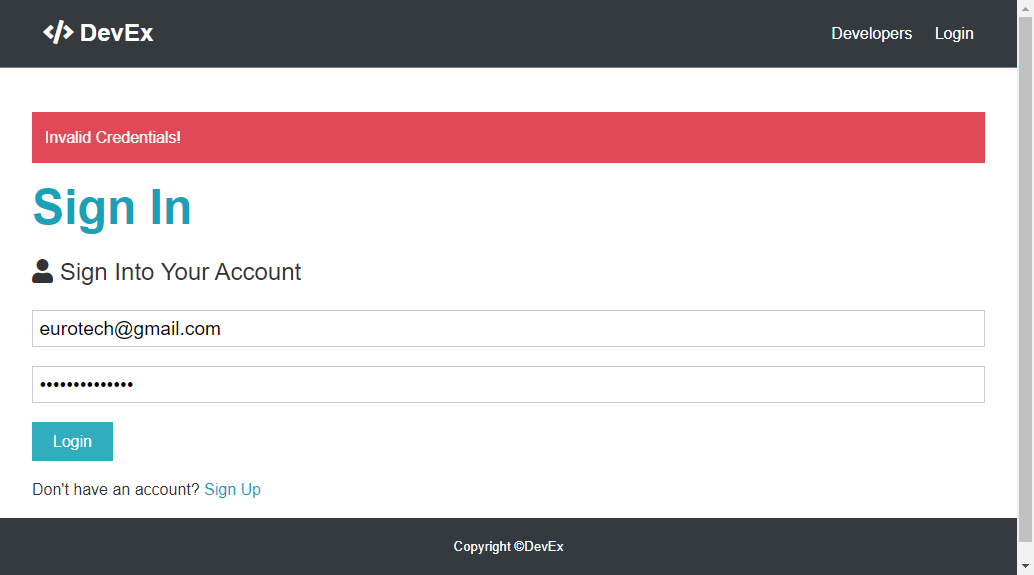 DevEx
Developers Login
Invalid Credentials!
Sign In
Sign Into Your Account
eurotech@gmail.com
••••••••••••••
Login
Don't have an account? Sign Up
Copyright ©DevEx